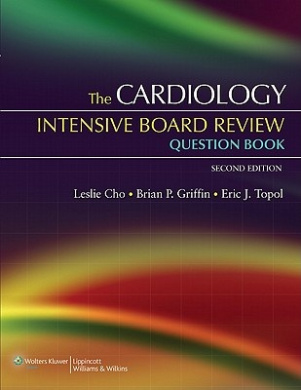 The CARDIOLOGY
INTENSIVE BOARD REVIEW
QUESTION BOOK
SECOND EDITION
Leslie Cho • Brian P. Griffin • Eric J. Topol
Wolters Kluwer | Lippincott
Williams & Wilkins